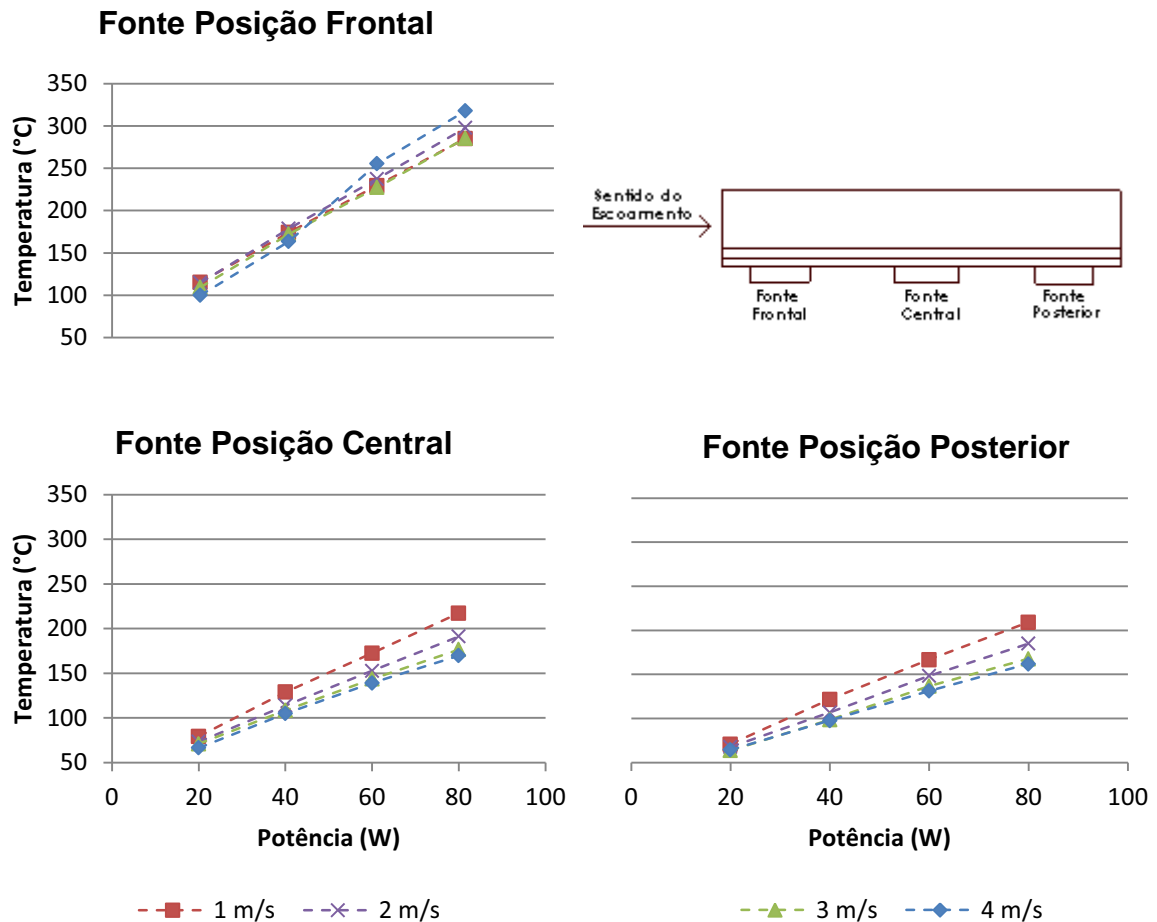 Fonte Posição Frontal
350
300
250
200
150
100
50
Temperatura (°C)
Sentido do
Escoamento
Fonte
Frontal
Fonte
Central
Fonte
Posterior
Fonte Posição Central
350
300
250
200
150
100
50
Temperatura (°C)
0 20 40 60 80 100
Potência (W)
Fonte Posição Posterior
0 20 40 60 80 100
Potência (W)
1 m/s 2 m/s 3 m/s 4 m/s